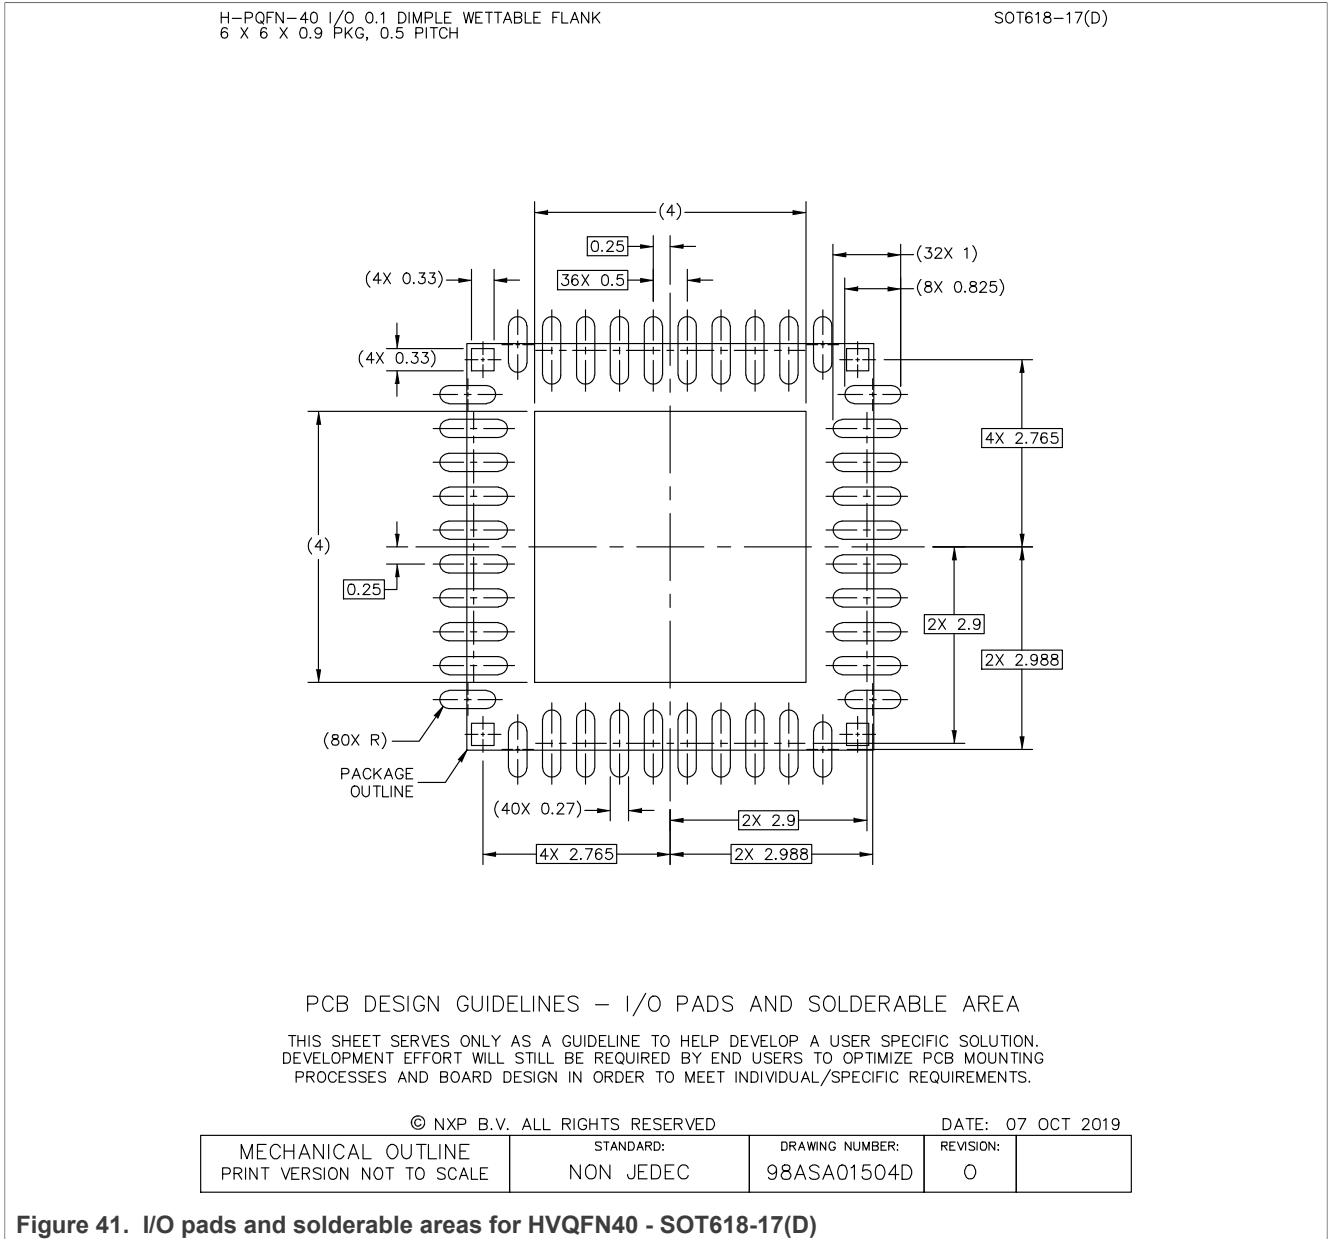 H-PQFN-40 I/O 0.1 DIMPLE WETTABLE FLANK
6 X 6 X 0.9 PKG, 0.5 PITCH
SOT618-17(D)
(4)
0.25
(32X 1)
(4X 0.33)
36X 0.5
(8X 0.825)
(4X 0.33)
4X 2.765
(4)
0.25
2X 2.9
2X 2.988
(80X R)
PACKAGE
OUTLINE
(40X 0.27)
2X 2.9
4X 2.765
2X 2.988
PCB DESIGN GUIDELINES – I/O PADS AND SOLDERABLE AREA
THIS SHEET SERVES ONLY AS A GUIDELINE TO HELP DEVELOP A USER SPECIFIC SOLUTION.
DEVELOPMENT EFFORT WILL STILL BE REQUIRED BY END USERS TO OPTIMIZE PCB MOUNTING
PROCESSES AND BOARD DESIGN IN ORDER TO MEET INDIVIDUAL/SPECIFIC REQUIREMENTS.
© NXP B.V. ALL RIGHTS RESERVED
DATE: 07 OCT 2019
MECHANICAL OUTLINE
PRINT VERSION NOT TO SCALE
STANDARD:
NON JEDEC
DRAWING NUMBER:
98ASA01504D
REVISION:
O
Figure 41. I/O pads and solderable areas for HVQFN40 - SOT618-17(D)